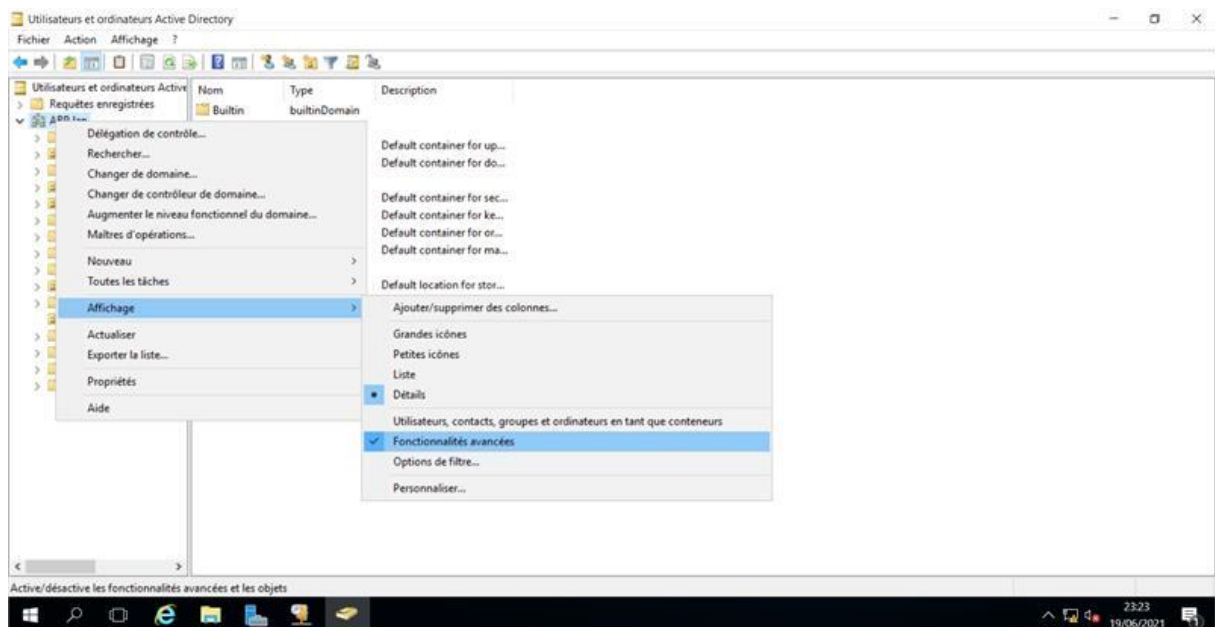 Utilisateurs et ordinateurs Active Directory
Fichier Action Affichage ?
Utilisateurs et ordinateurs Active
Requêtes enregistrées
Nom Type Description
Builtin builtinDomain
Default container for up...
Default container for do...
Default container for sec...
Default container for ke...
Default container for or...
Default container for ma...
Default location for stor...
Délégation de contrôle...
Rechercher...
Changer de domaine...
Changer de contrôleur de domaine...
Augmenter le niveau fonctionnel du domaine...
Maîtres d'opérations...
Nouveau
Toutes les tâches
Affichage
Actualiser
Exporter la liste...
Propriétés
Aide
Ajouter/supprimer des colonnes...
Grandes icônes
Petites icônes
Liste
Détails
Utilisateurs, contacts, groupes et ordinateurs en tant que conteneurs
Fonctionnalités avancées
Options de filtre...
Personnaliser...
Active/désactive les fonctionnalités avancées et les objets
23:23
19/06/2021